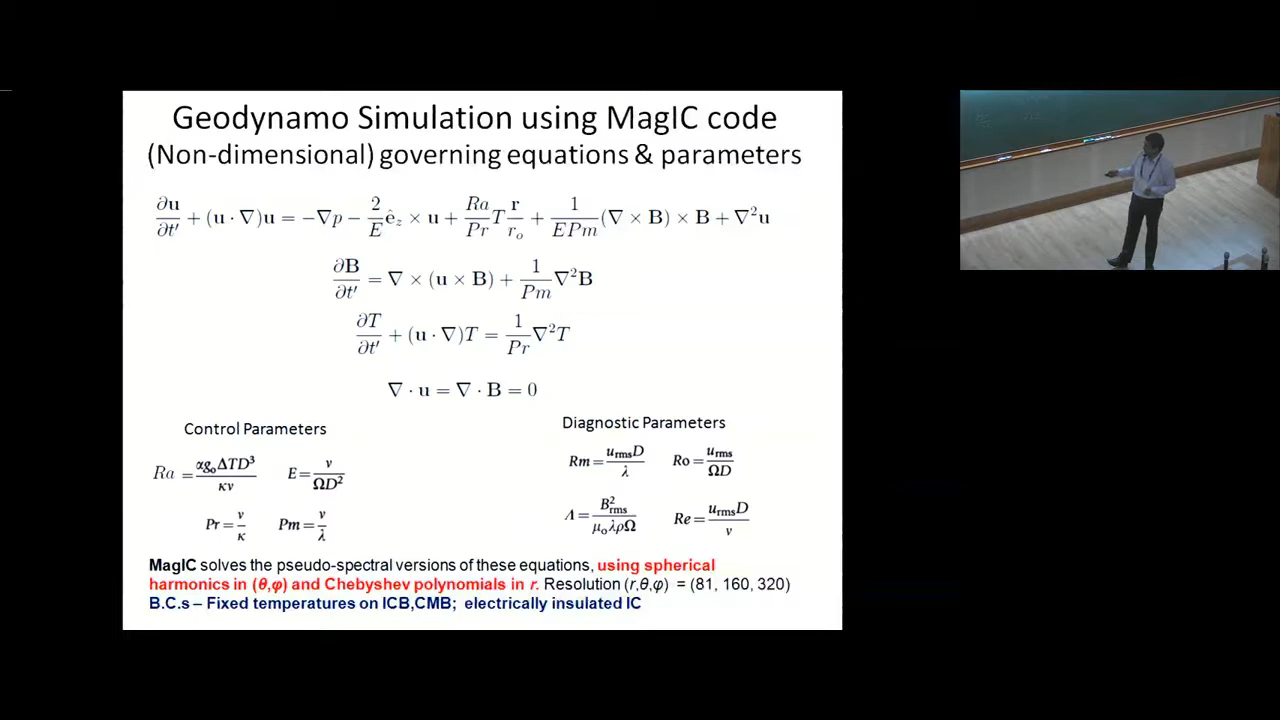 Geodynamo Simulation using MagIC code
(Non-dimensional) governing equations & parameters
∂u/∂t′ + (u · ∇)u = −∇p − 2/E ê_z × u + Ra/Pr T r/r_o + 1/EPm (∇ × B) × B + ∇²u
∂B/∂t′ = ∇ × (u × B) + 1/Pm ∇²B
∂T/∂t′ + (u · ∇)T = 1/Pr ∇²T
∇ · u = ∇ · B = 0
Control Parameters
Ra = αg₀ΔTD³/κν E = ν/ΩD²
Pr = ν/κ Pm = ν/λ
Diagnostic Parameters
Rm = u_rms D/λ Ro = u_rms/ΩD
Λ = B²_rms/μ₀λρΩ Re = u_rms D/ν
MagIC solves the pseudo-spectral versions of these equations, using spherical
harmonics in (θ,φ) and Chebyshev polynomials in r. Resolution (r,θ,φ) = (81, 160, 320)
B.C.s – Fixed temperatures on ICB,CMB; electrically insulated IC